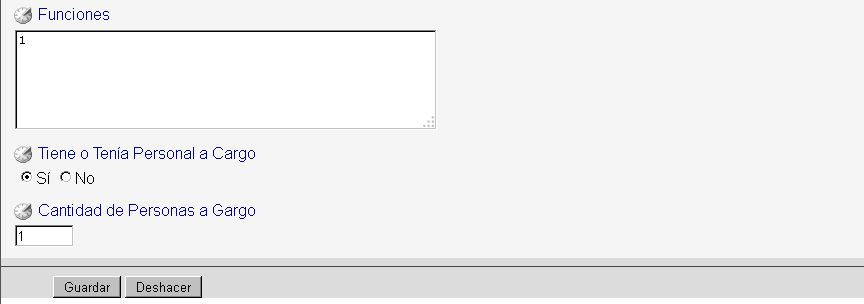 Funciones
1
Tiene o Tenía Personal a Cargo
Sí No
Cantidad de Personas a Gargo
1
Guardar Deshacer